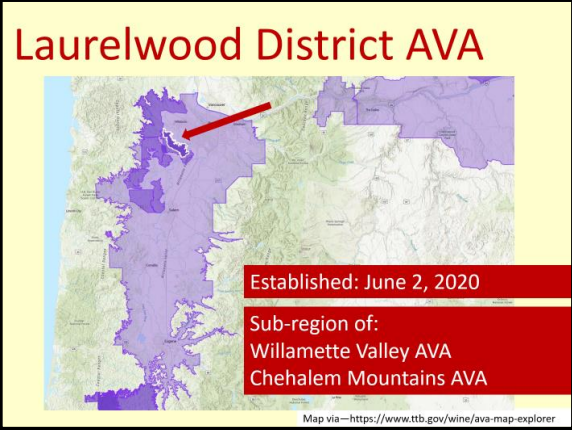 Laurelwood District AVA
Established: June 2, 2020
Sub-region of:
Willamette Valley AVA
Chehalem Mountains AVA
Map via—https://www.ttb.gov/wine/ava-map-explorer